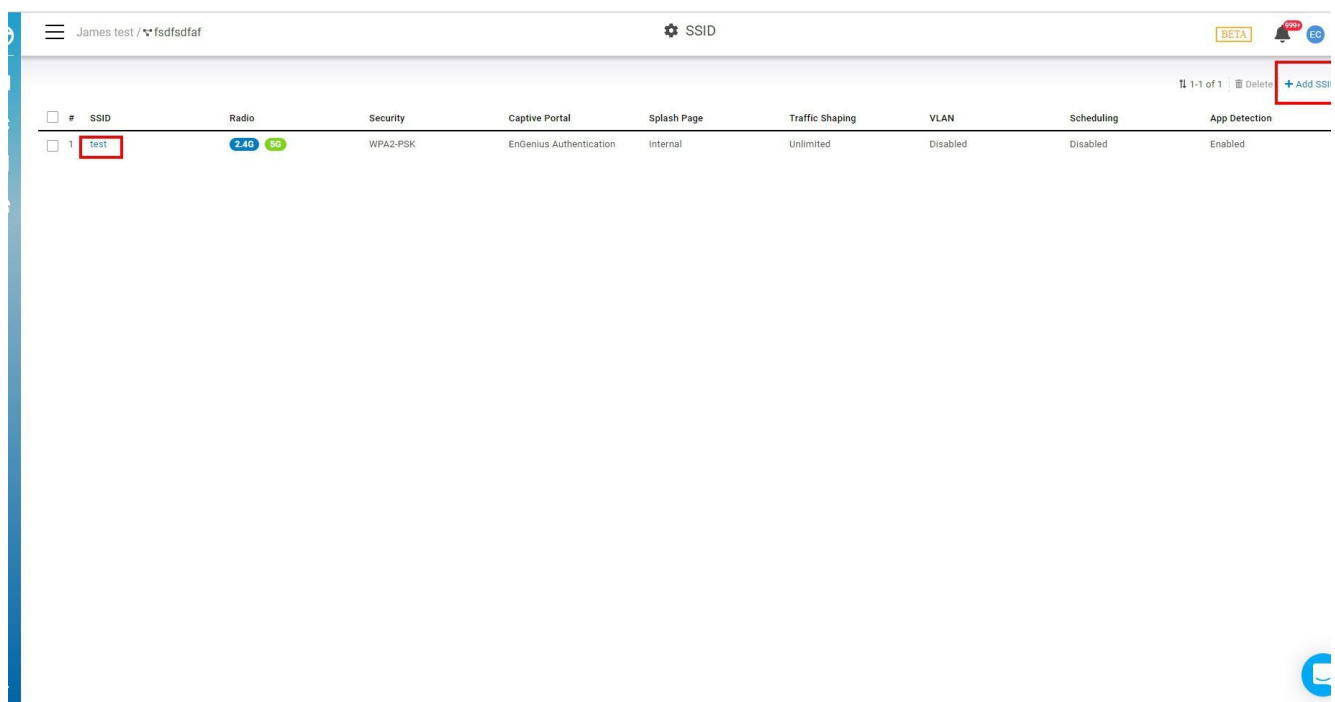 James test / fsdfsdfaf SSID BETA 999+ EC
1-1 of 1 Delete + Add SSI
# SSID Radio Security Captive Portal Splash Page Traffic Shaping VLAN Scheduling App Detection
1 test 2.4G 5G WPA2-PSK EnGenius Authentication Internal Unlimited Disabled Disabled Enabled